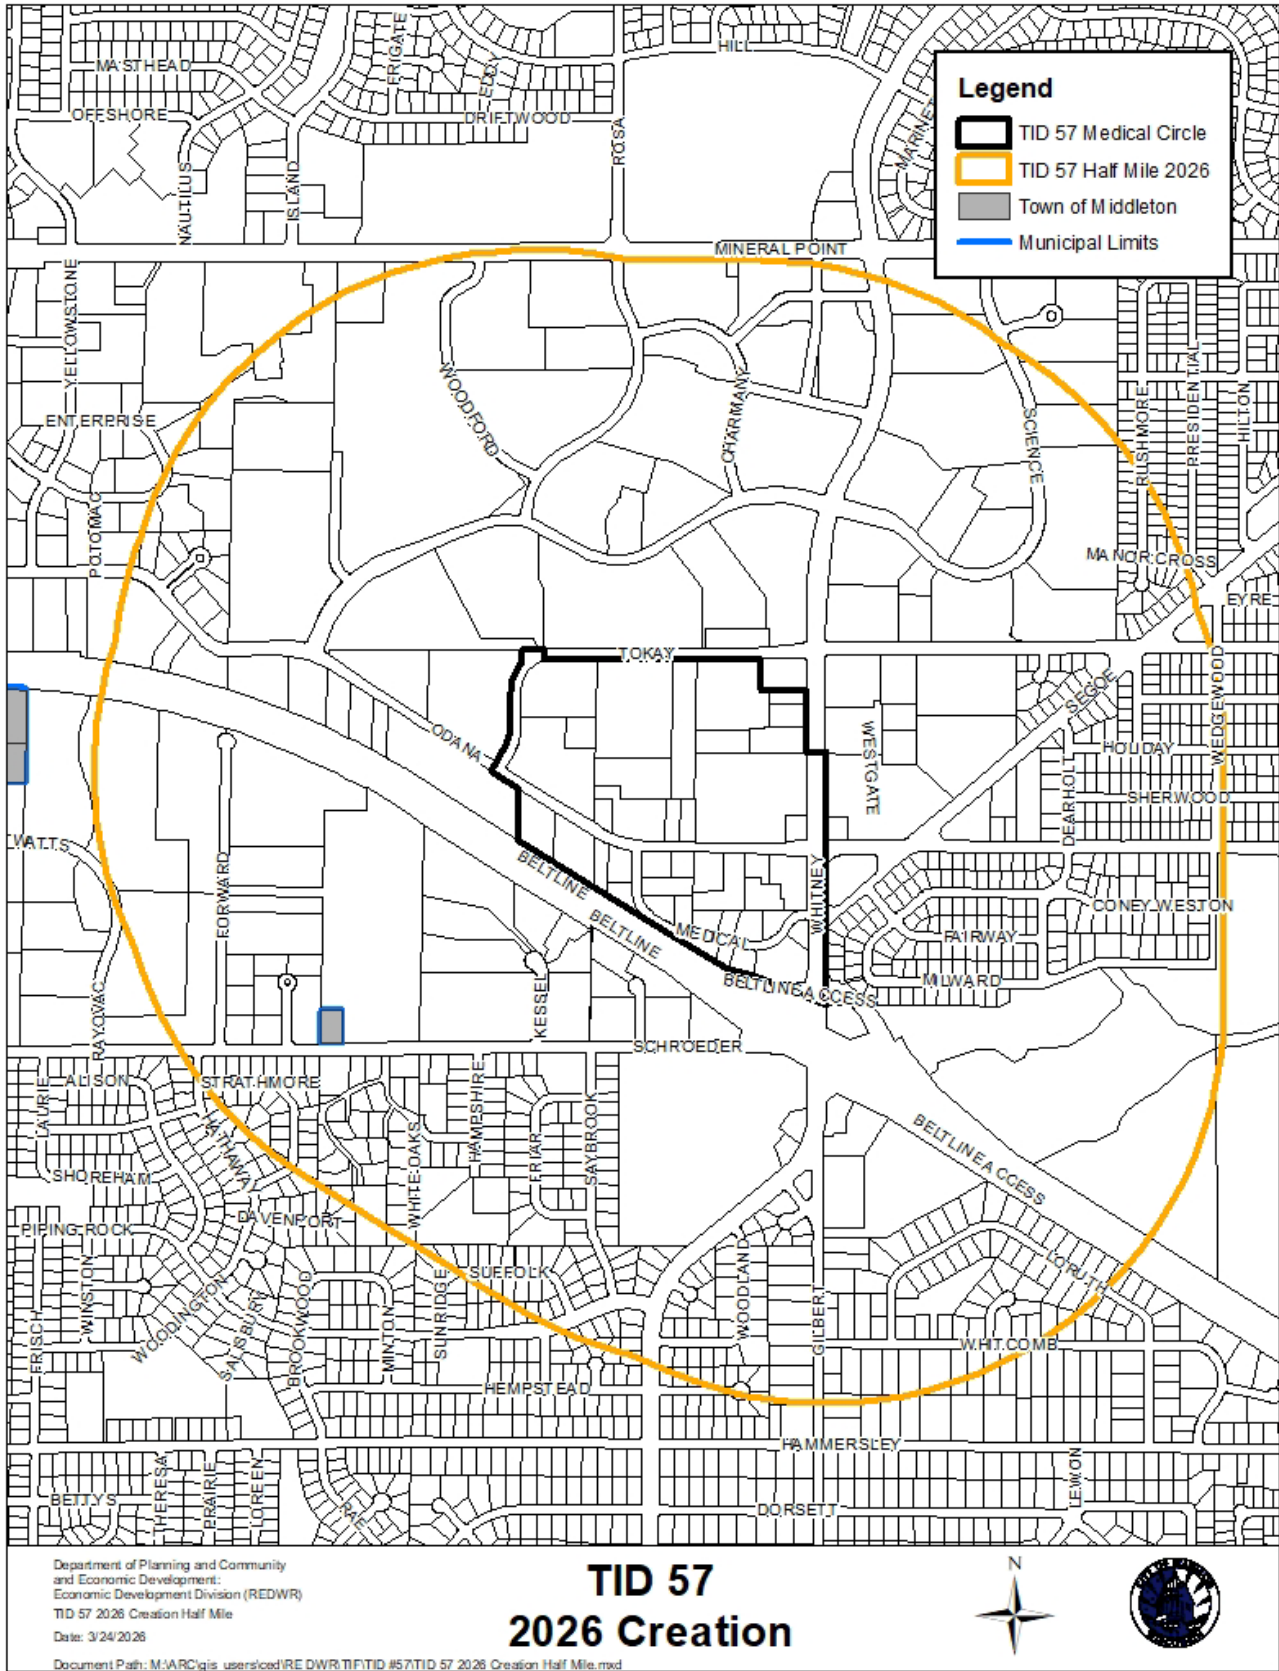 HILL
FRIGATE
MASTHEAD
EDDY
OFFSHORE
DRIFTWOOD
ROSA
NAUTILUS
ISLAND
Legend
TID 57 Medical Circle
TID 57 Half Mile 2026
Town of Middleton
Municipal Limits
MINERAL POINT
YELLOWSTONE
WOODFORD
CHARMANY
SCIENCE
RUSHMORE
PRESIDENTIAL
HILTON
ENTERPRISE
POTOMAC
MANOR CROSS
EYRE
TOKAY
SEGOE
WEDGEWOOD
ODANA
WESTGATE
HOLIDAY
DEARHOLT
SHERWOOD
WATTS
FORWARD
BELTLINE
BELTLINE
MEDICAL
WHITNEY
CONEY WESTON
FAIRWAY
MILWARD
BELTLINE ACCESS
RAYOVAC
KESSEL
SCHROEDER
LAURIE
ALISON
STRATHMORE
HATHAWAY
HAMPSHIRE
FRIAR
SAYBROOK
WHITE OAKS
BELTLINE ACCESS
SHOREHAM
DAVENPORT
PIPING ROCK
WINSTON
WOODINGTON
SALISBURY
BROOKWOOD
MINTON
SUNRIDGE
SUFFOLK
WOODLAND
GILBERT
LORUTH
WHITCOMB
FRISCH
HEMPSTEAD
HAMMERSLEY
BETTYS
THERESA
PRAIRIE
LOREEN
RAE
DORSETT
LEWON
Department of Planning and Community
and Economic Development:
Economic Development Division (REDWR)
TID 57 2026 Creation Half Mile
Date: 3/24/2026
Document Path: M:\ARC\gis_users\ced\REDWR\TIF\TID #57\TID 57 2026 Creation Half Mile.mxd
TID 57
2026 Creation
N